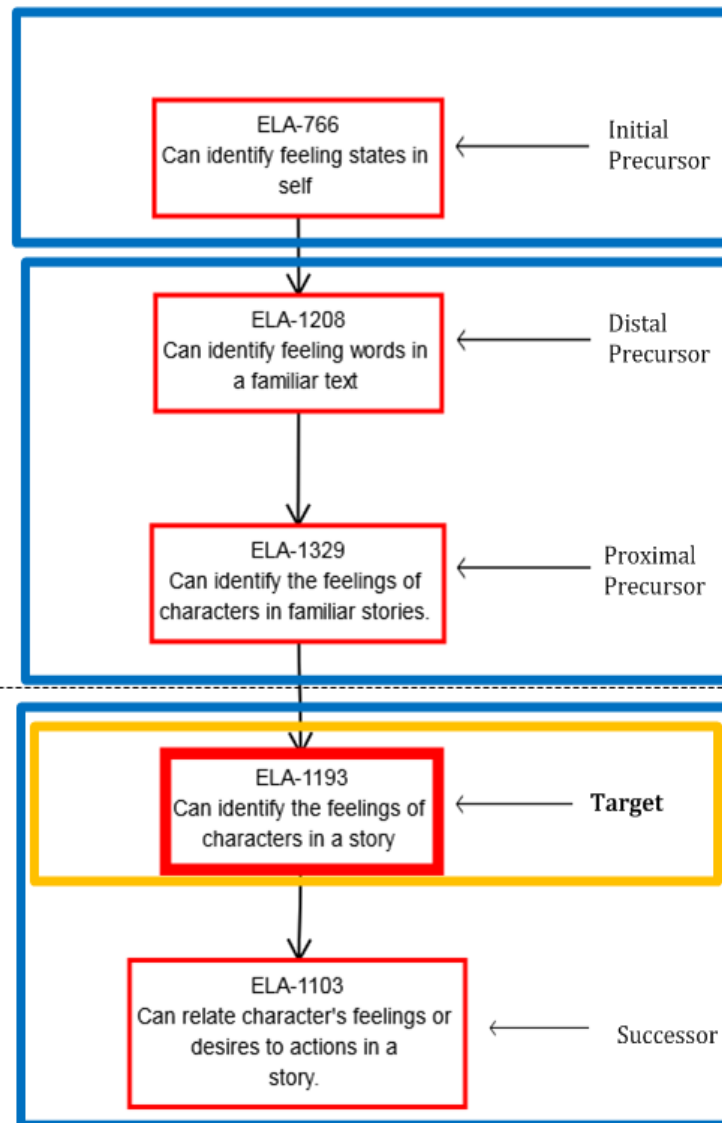 ELA-766
Can identify feeling states in
self
Initial
Precursor
ELA-1208
Can identify feeling words in
a familiar text
Distal
Precursor
ELA-1329
Can identify the feelings of
characters in familiar stories.
Proximal
Precursor
ELA-1193
Can identify the feelings of
characters in a story
Target
ELA-1103
Can relate character's feelings or
desires to actions in a
story.
Successor